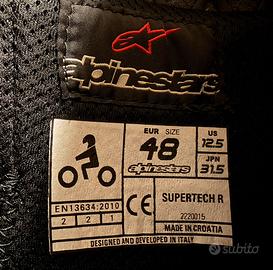 alpinestars
EUR SIZE
48
alpinestars
US
12.5
JPN
31.5
EN13634:2010
2 2 1
CE
SUPERTECH R
2220015
MADE IN CROATIA
DESIGNED AND DEVELOPED IN ITALY
subito